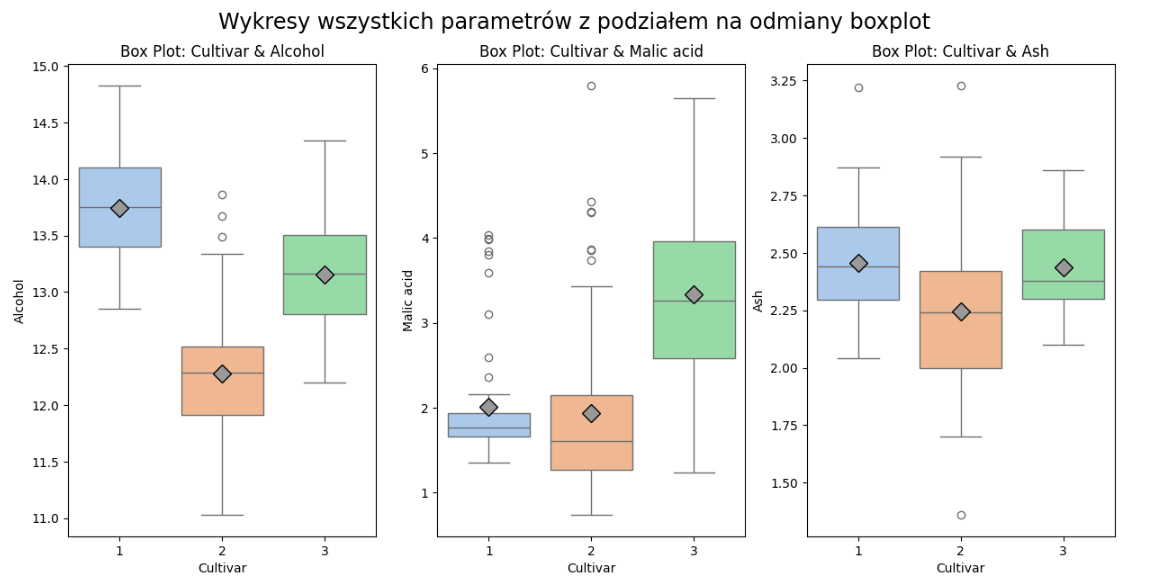 Wykresy wszystkich parametrów z podziałem na odmiany boxplot
Box Plot: Cultivar & Alcohol
Alcohol
15.0
14.5
14.0
13.5
13.0
12.5
12.0
11.5
11.0
1 2 3
Cultivar
Box Plot: Cultivar & Malic acid
Malic acid
6
5
4
3
2
1
1 2 3
Cultivar
Box Plot: Cultivar & Ash
Ash
3.25
3.00
2.75
2.50
2.25
2.00
1.75
1.50
1 2 3
Cultivar